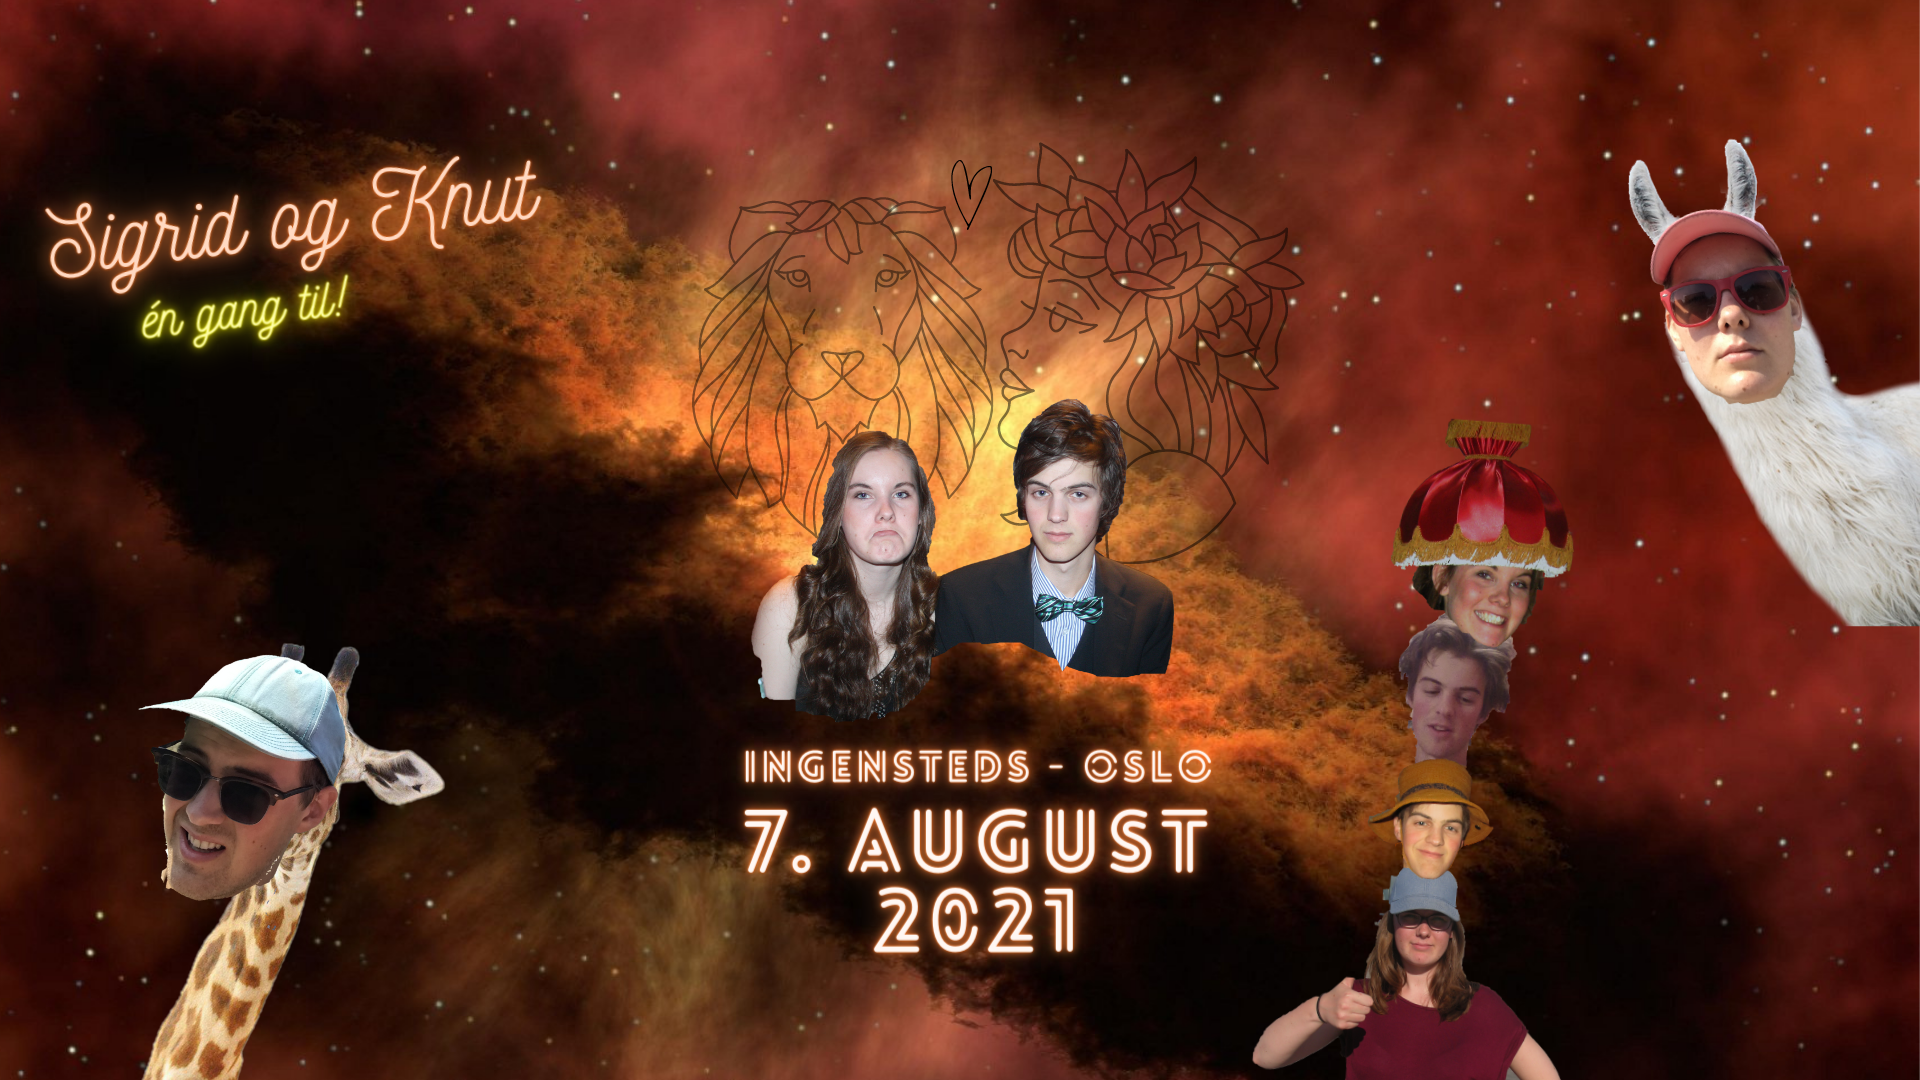 Sigrid og Knut
én gang til!
INGENSTEDS - OSLO
7. AUGUST
2021